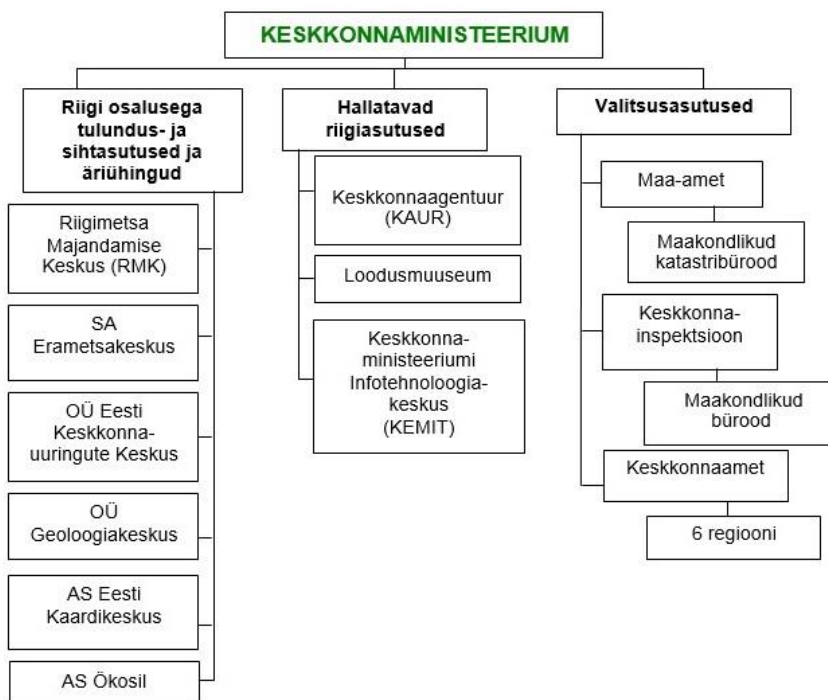 KESKKONNAMINISTEERIUM
Riigi osalusega
tulundus- ja
sihtasutused ja
äriühingud
Riigimetsa
Majandamise
Keskus (RMK)
SA
Erametsakeskus
OÜ Eesti
Keskkonna-
uuringute Keskus
OÜ
Geoloogiakeskus
AS Eesti
Kaardikeskus
AS Ökosil
Hallatavad
riigiasutused
Keskkonnaagentuur
(KAUR)
Loodusmuuseum
Keskkonna-
ministeeriumi
Infotehnoloogia-
keskus
(KEMIT)
Valitsusasutused
Maa-amet
Maakondlikud
katastribürood
Keskkonna-
inspektsioon
Maakondlikud
bürood
Keskkonnaamet
6 regiooni